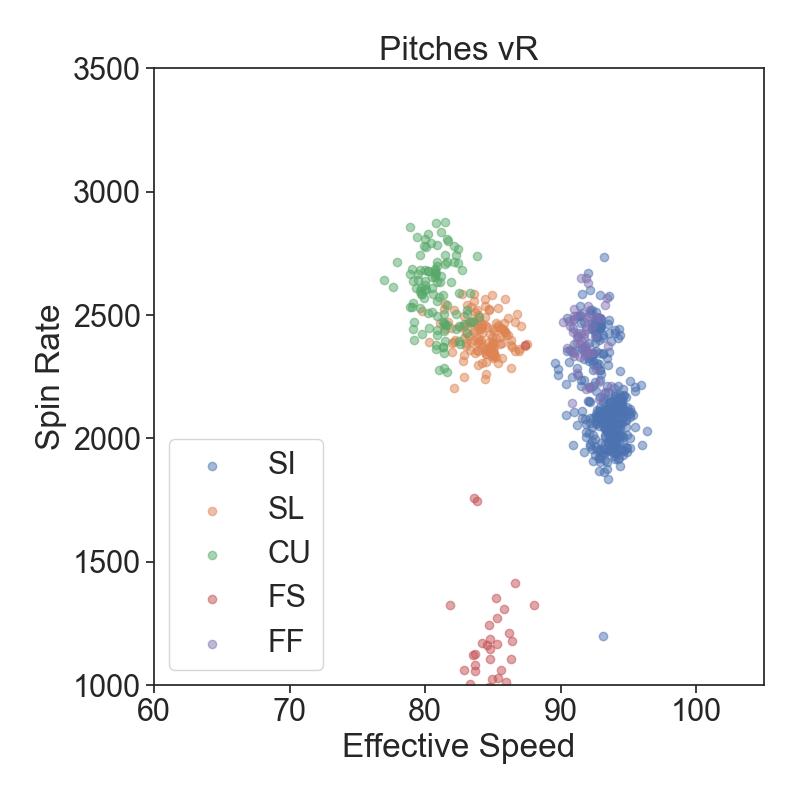 Pitches vR
3500
3000
2500
2000
1500
1000
Spin Rate
SI
SL
CU
FS
FF
60 70 80 90 100
Effective Speed